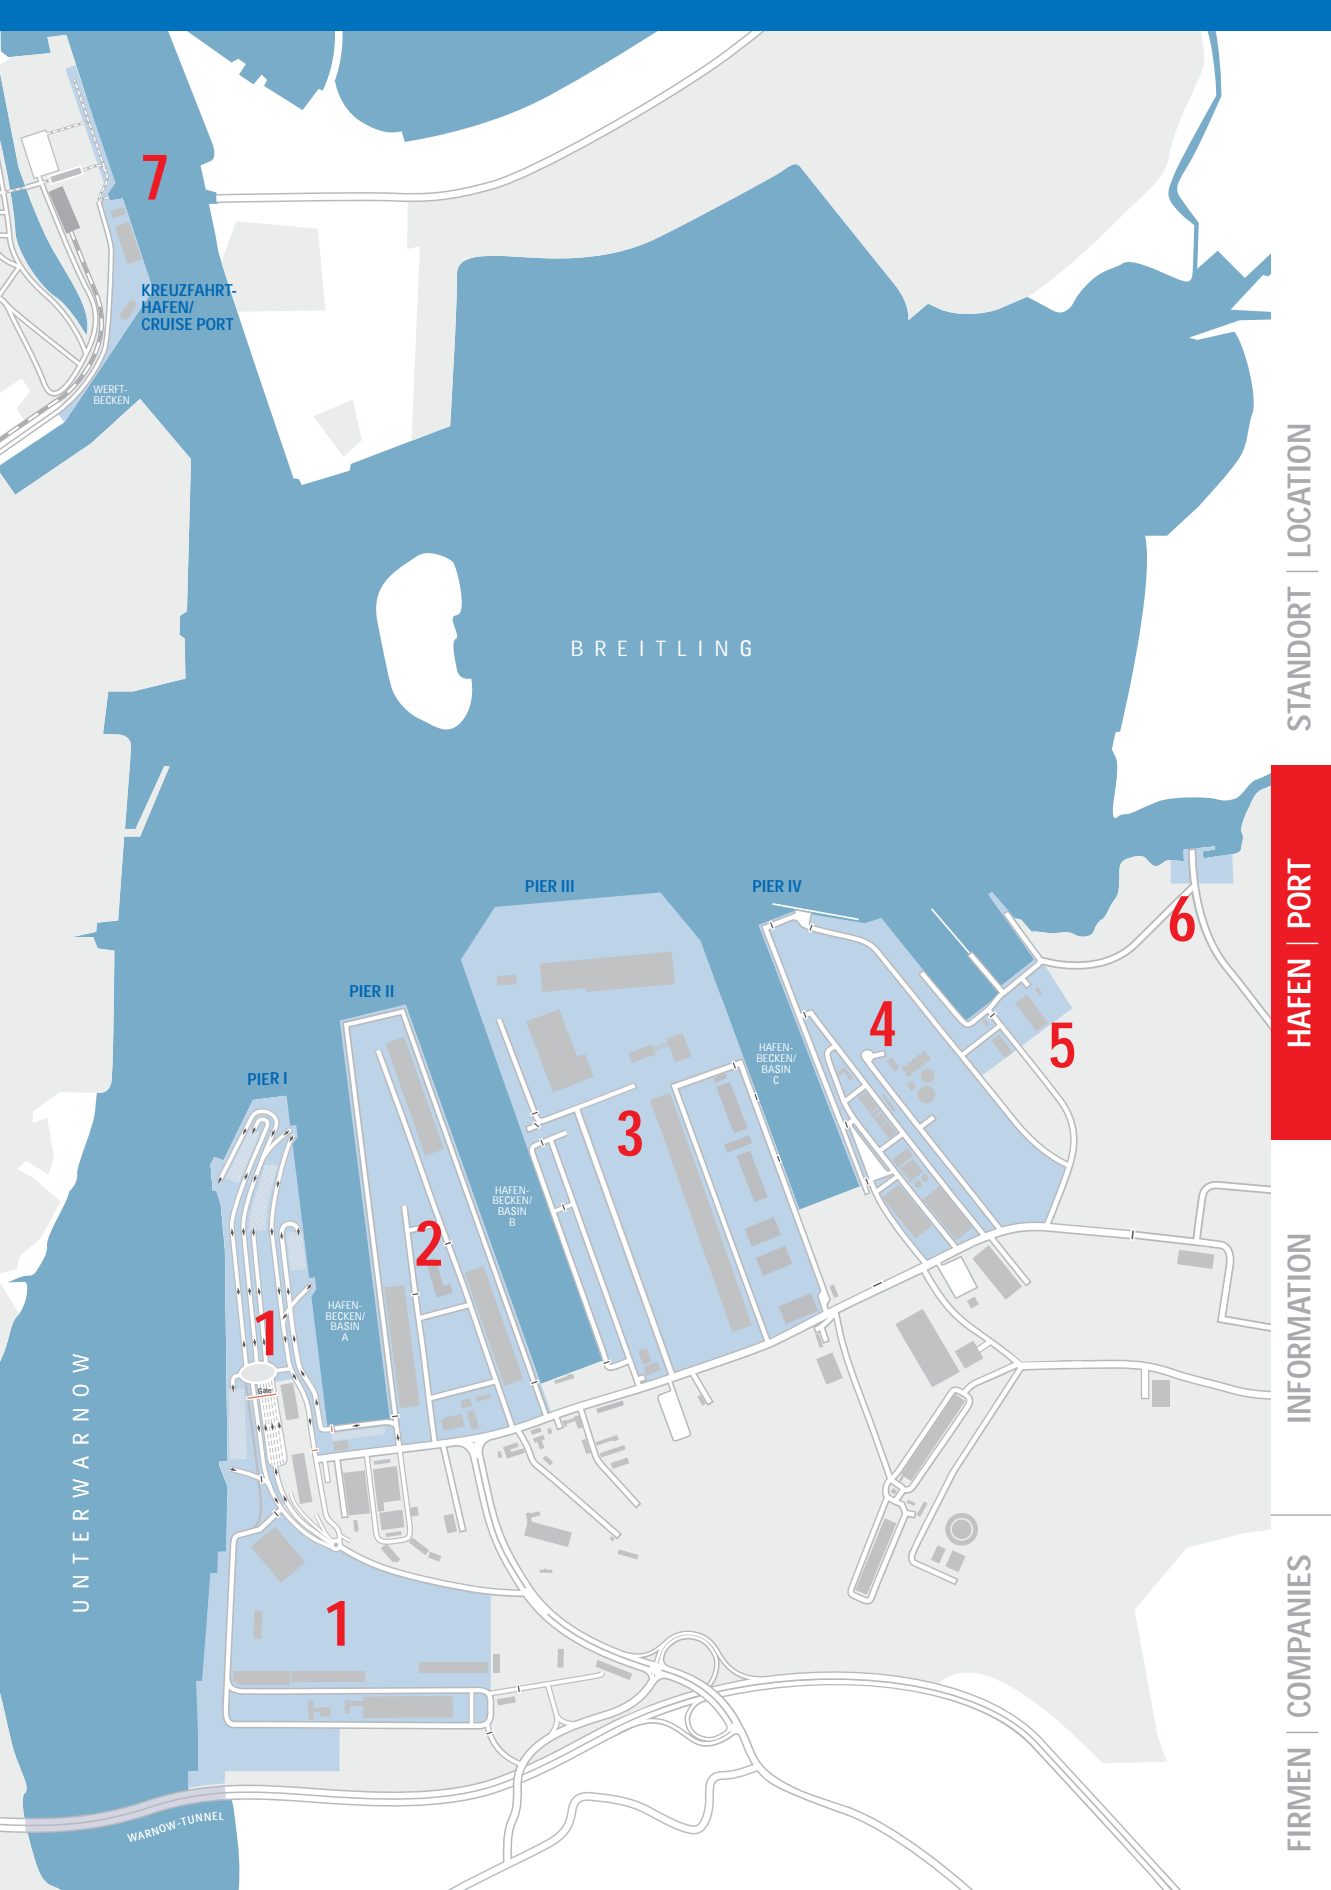 7
KREUZFAHRT-
HAFEN/
CRUISE PORT
WERFT-
BECKEN
BREITLING
STANDORT | LOCATION
HAFEN | PORT
INFORMATION
FIRMEN | COMPANIES
PIER III
PIER IV
6
PIER II
4
5
HAFEN-
BECKEN/
BASIN
C
PIER I
3
HAFEN-
BECKEN/
BASIN
B
2
HAFEN-
BECKEN/
BASIN
A
1
Gate
UNTERWARNOW
1
WARNOW-TUNNEL